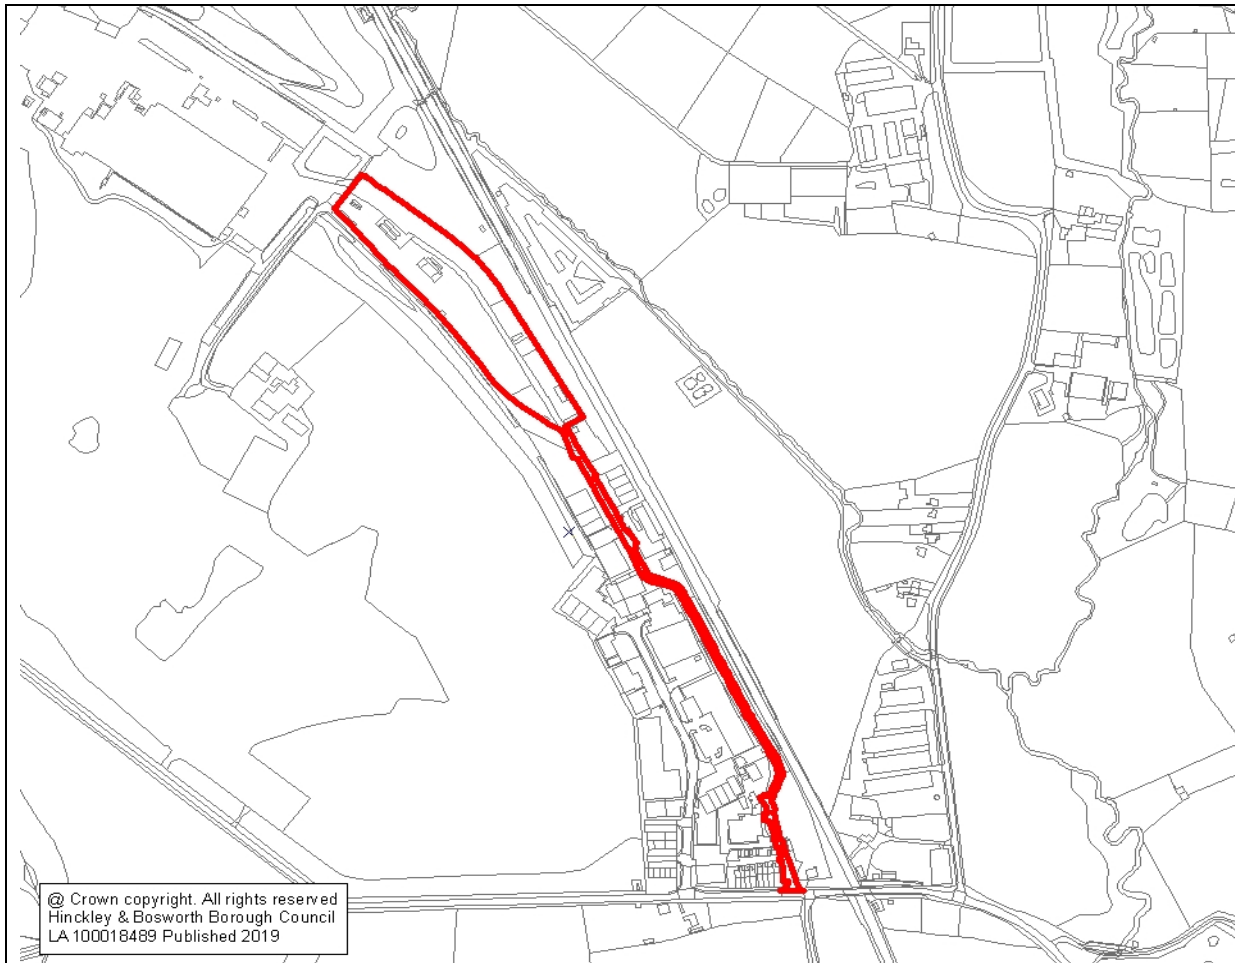 @ Crown copyright. All rights reserved
Hinckley & Bosworth Borough Council
LA 100018489 Published 2019